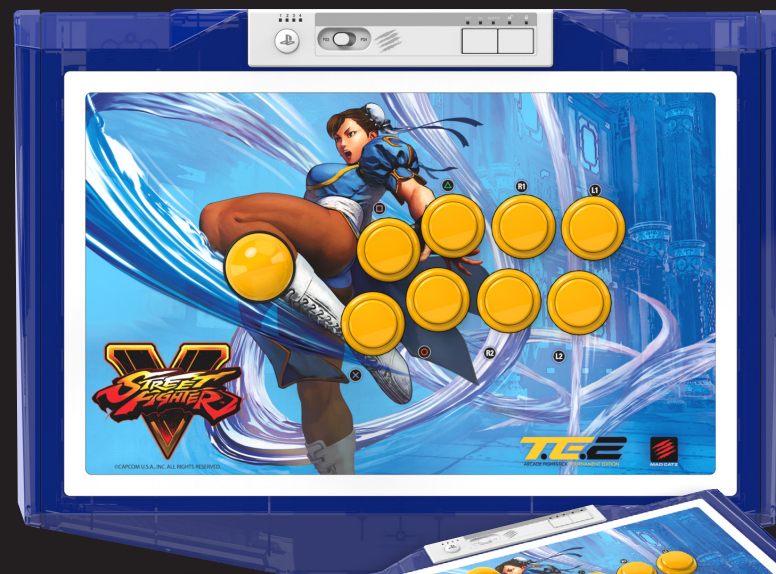 1 2 3 4
PS3
PS4
R1
L1
R2
L2
STREET
FIGHTER
V
©CAPCOM U.S.A., INC. ALL RIGHTS RESERVED.
T.E.2
ARCADE FIGHTSTICK TOURNAMENT EDITION
MAD CATZ